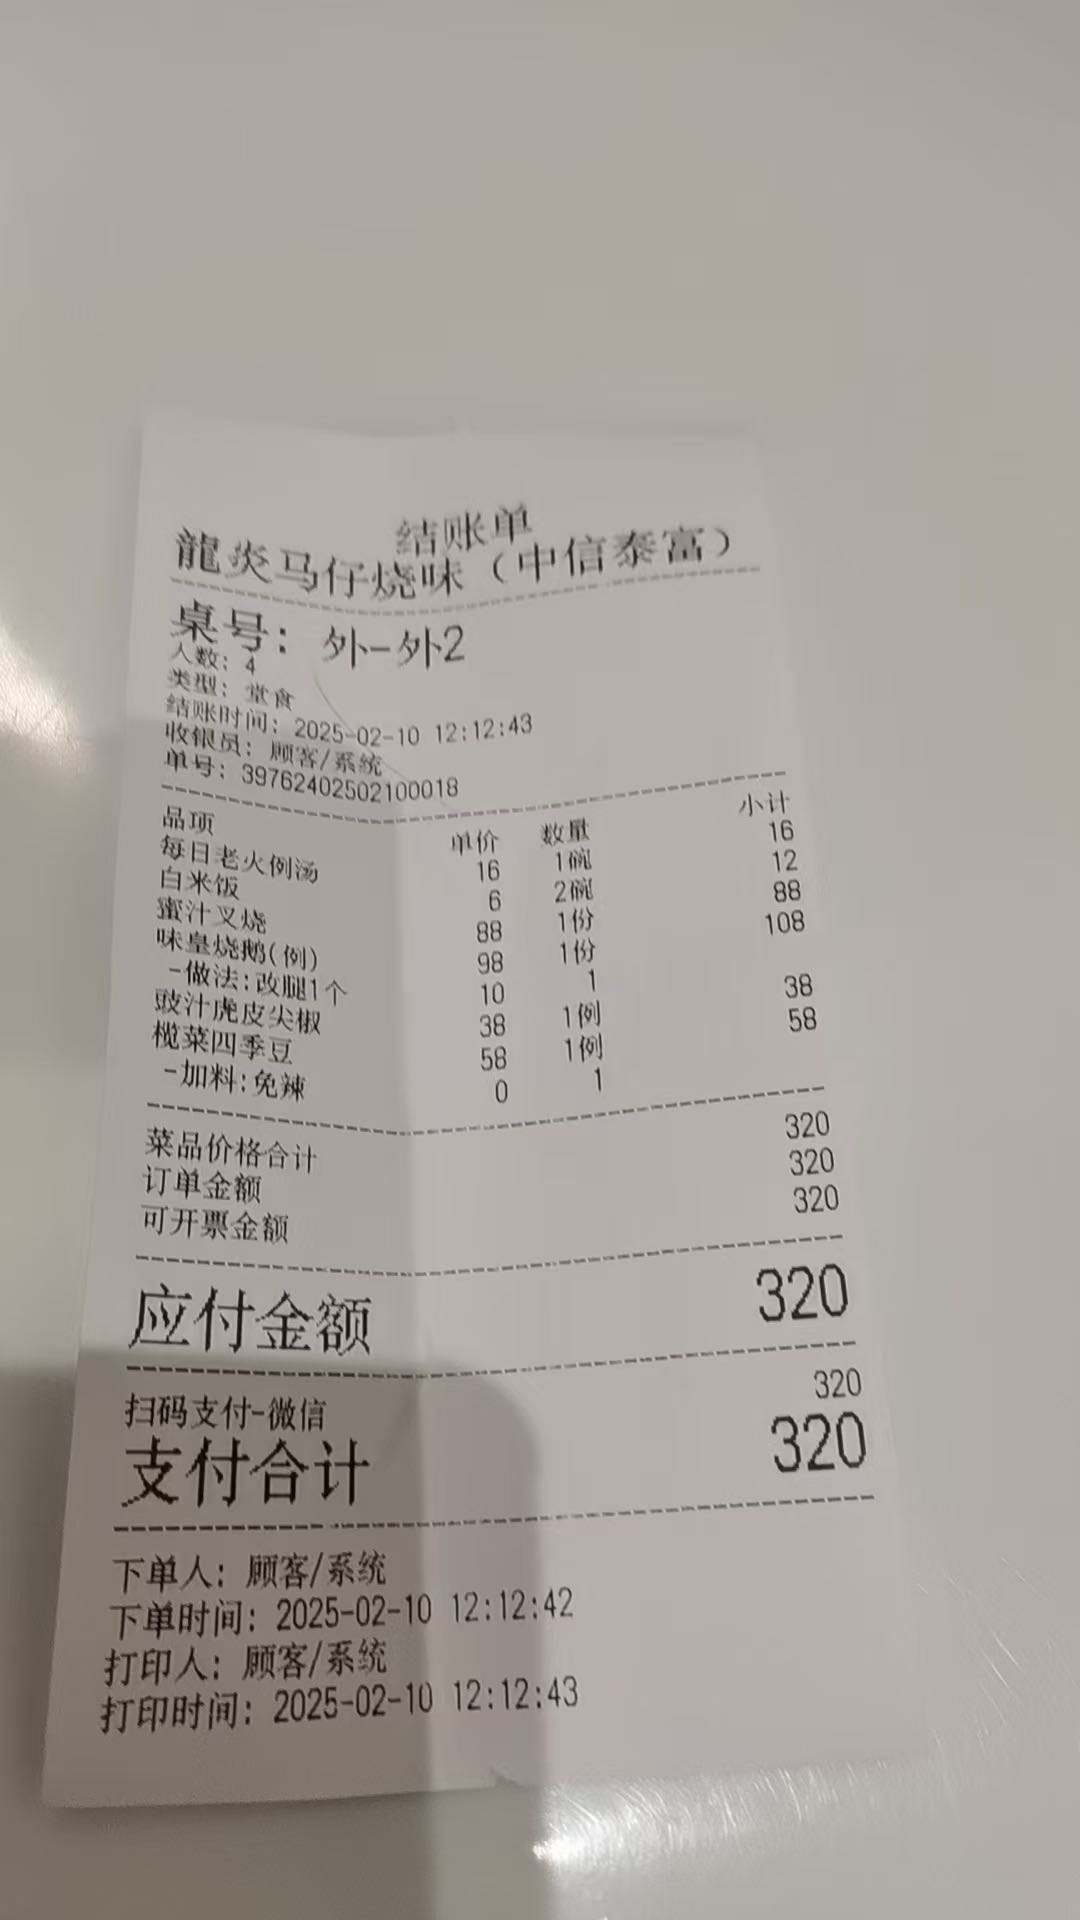 结账单
龍炎马仔烧味（中信泰富）
桌号：外-外2
人数：4
类型：堂食
结账时间：2025-02-10 12:12:43
收银员：顾客/系统
单号：39762402502100018
品项 单价 数量 小计
每日老火例汤 16 1碗 16
白米饭 6 2碗 12
蜜汁叉烧 88 1份 88
味皇烧鹅(例) 98 1份 108
-做法:改腿1个 10 1
豉汁虎皮尖椒 38 1例 38
榄菜四季豆 58 1例 58
-加料:免辣 0 1
菜品价格合计 320
订单金额 320
可开票金额 320
应付金额 320
扫码支付-微信 320
支付合计 320
下单人：顾客/系统
下单时间：2025-02-10 12:12:42
打印人：顾客/系统
打印时间：2025-02-10 12:12:43